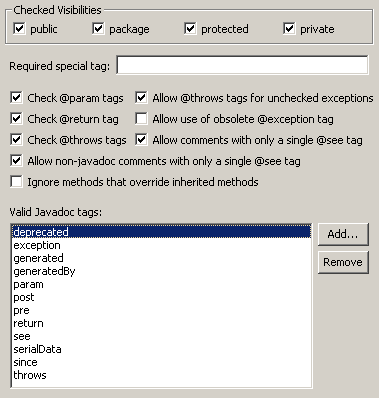 Checked Visibilities
public package protected private
Required special tag:
Check @param tags Allow @throws tags for unchecked exceptions
Check @return tag Allow use of obsolete @exception tag
Check @throws tags Allow comments with only a single @see tag
Allow non-javadoc comments with only a single @see tag
Ignore methods that override inherited methods
Valid Javadoc tags:
deprecated Add...
exception
generated Remove
generatedBy
param
post
pre
return
see
serialData
since
throws